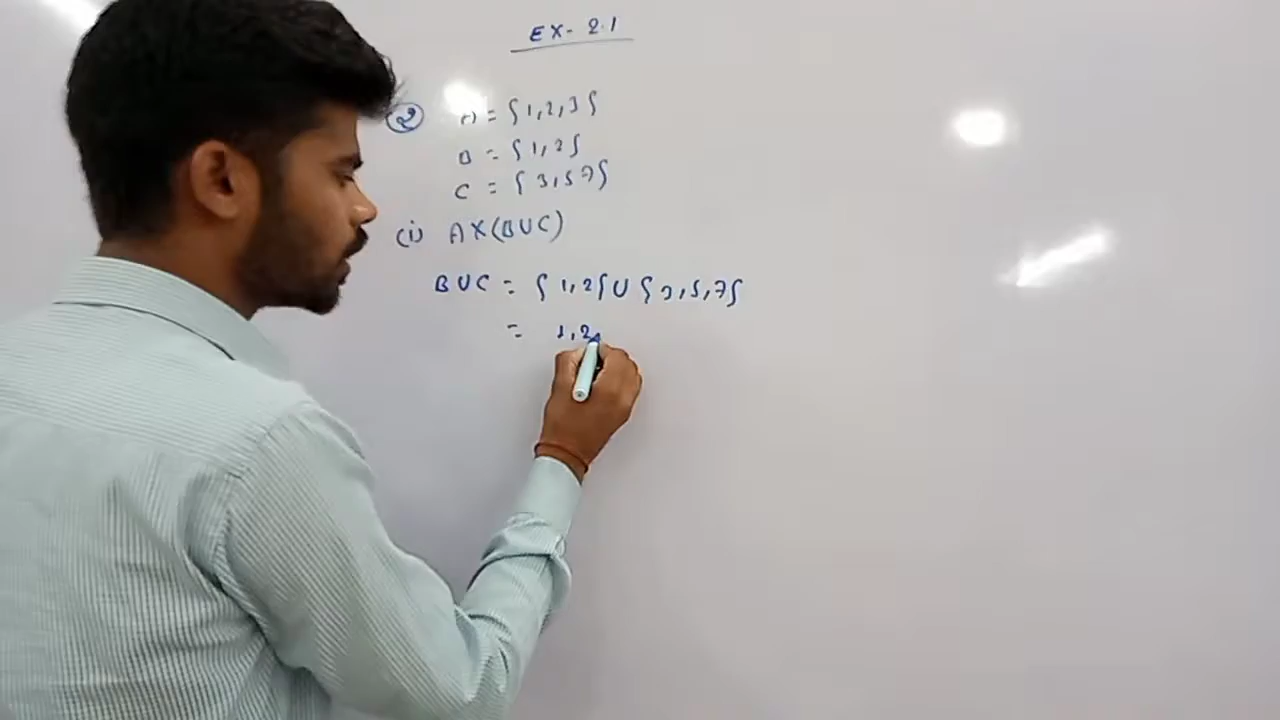 EX- 2.1
② A = {1,2,3}
B = {1,2}
C = {3,5,7}
(i) A×(B∪C)
B∪C = {1,2}∪{3,5,7}
= 1,2,